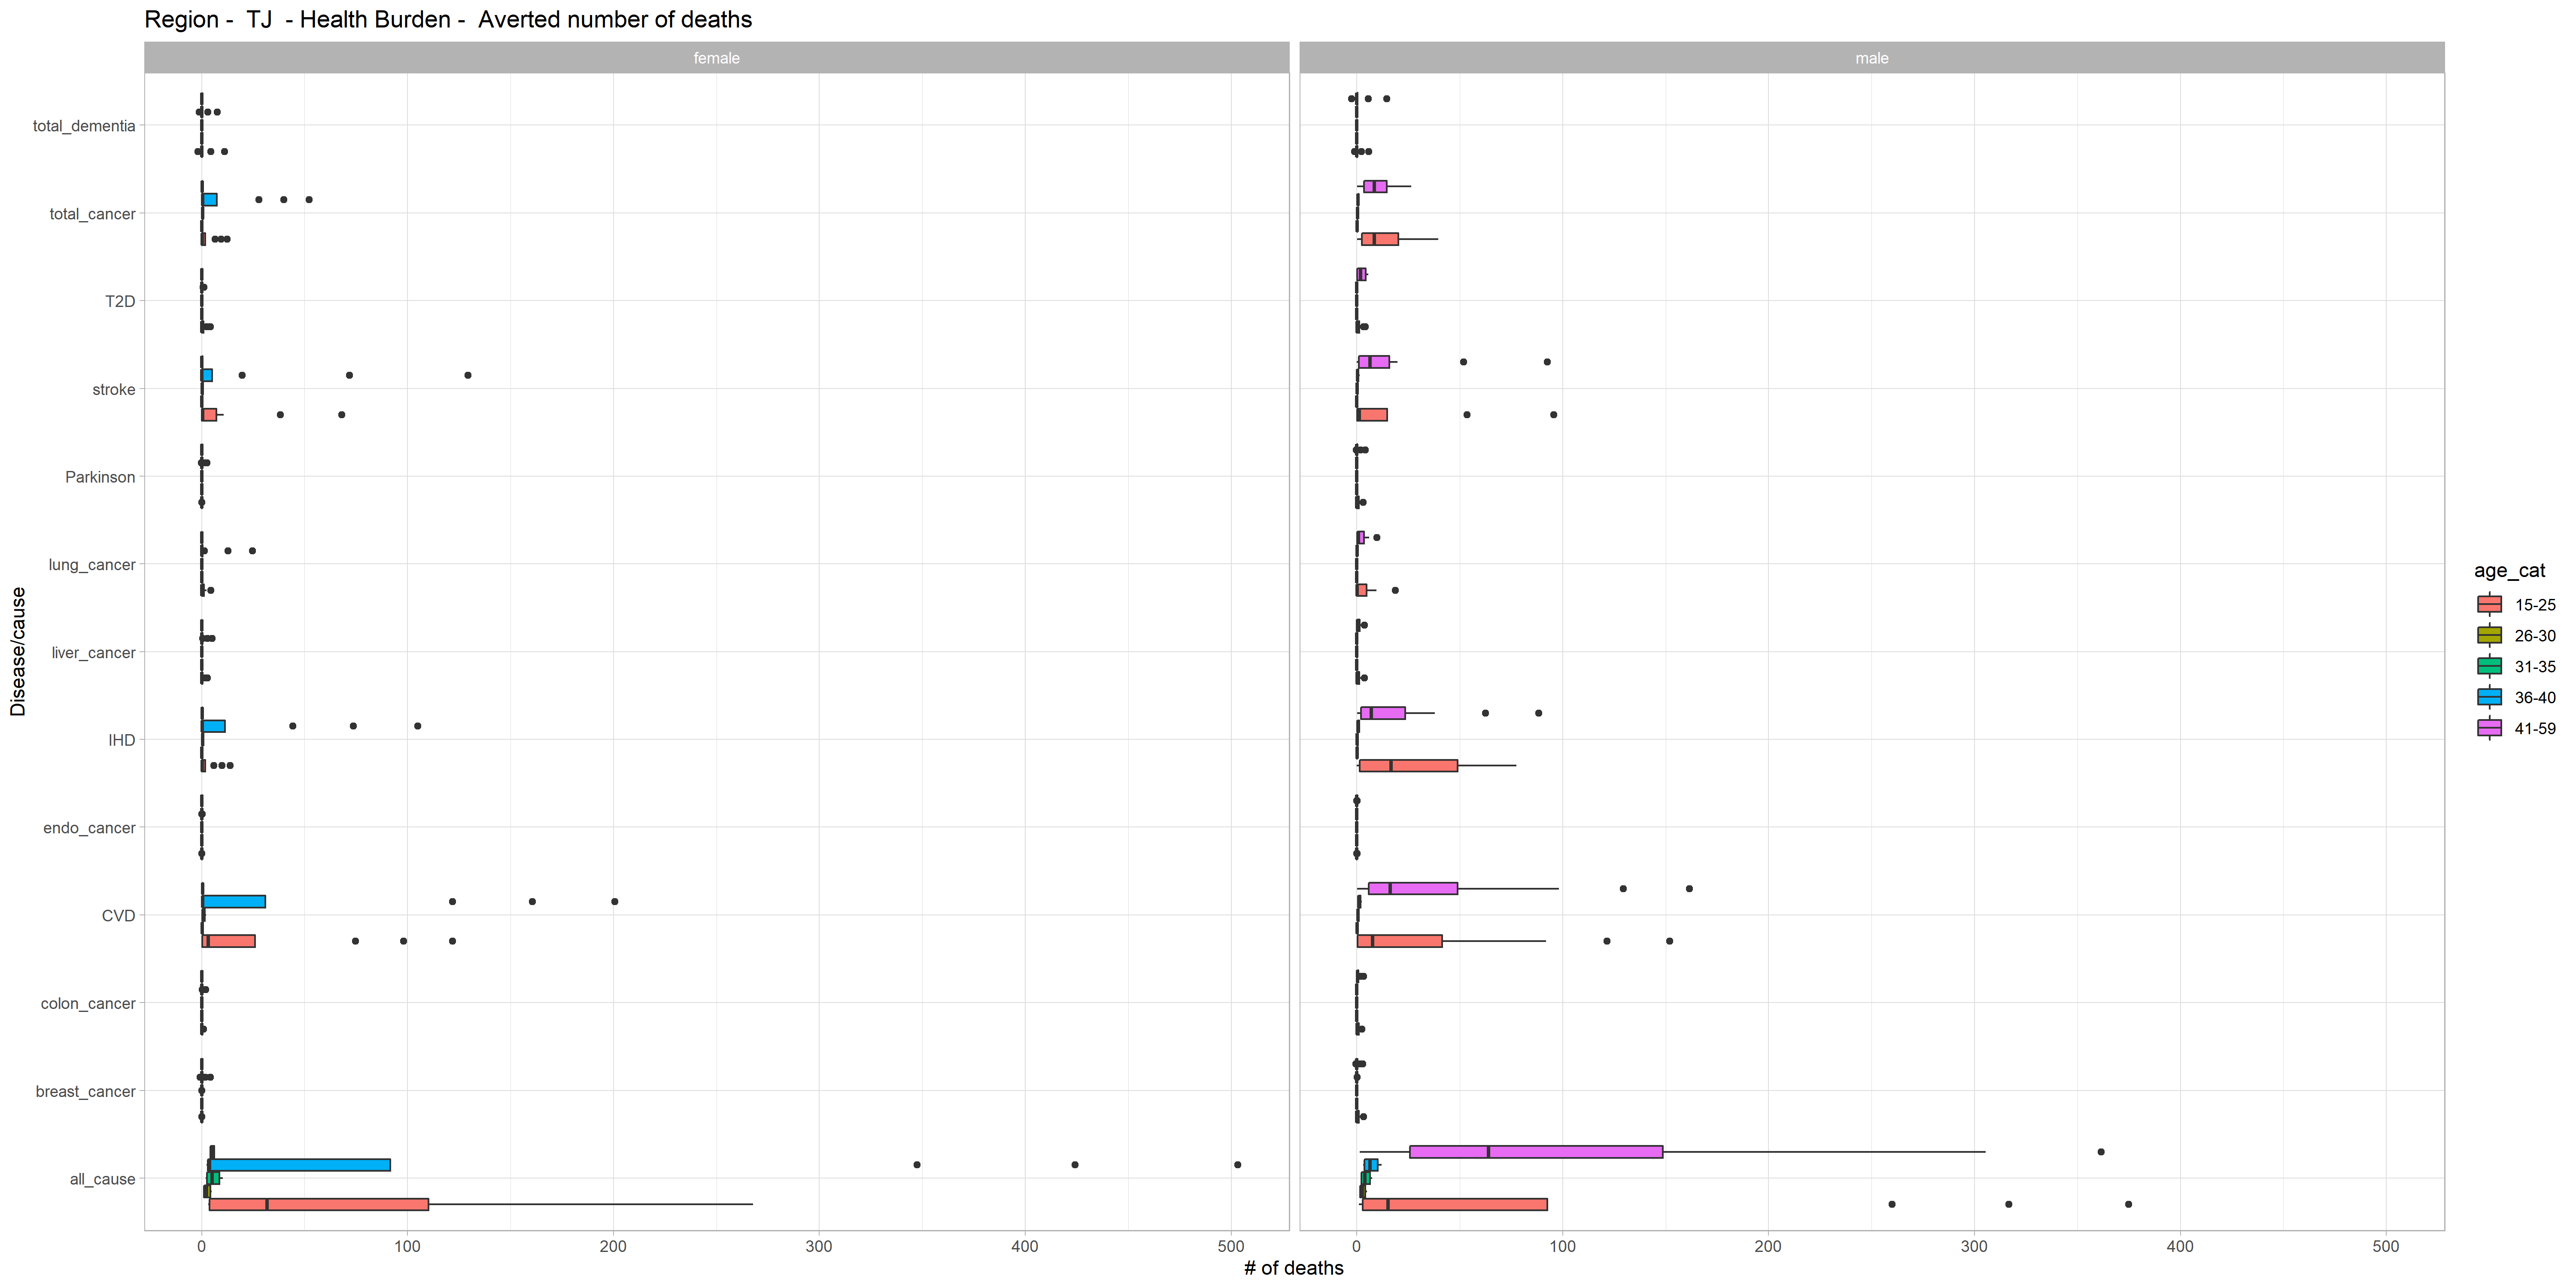 Region -  TJ  - Health Burden -  Averted number of deaths
female
male
Disease/cause
total_dementia
total_cancer
T2D
stroke
Parkinson
lung_cancer
liver_cancer
IHD
endo_cancer
CVD
colon_cancer
breast_cancer
all_cause
0 100 200 300 400 500
0 100 200 300 400 500
# of deaths
age_cat
15-25
26-30
31-35
36-40
41-59